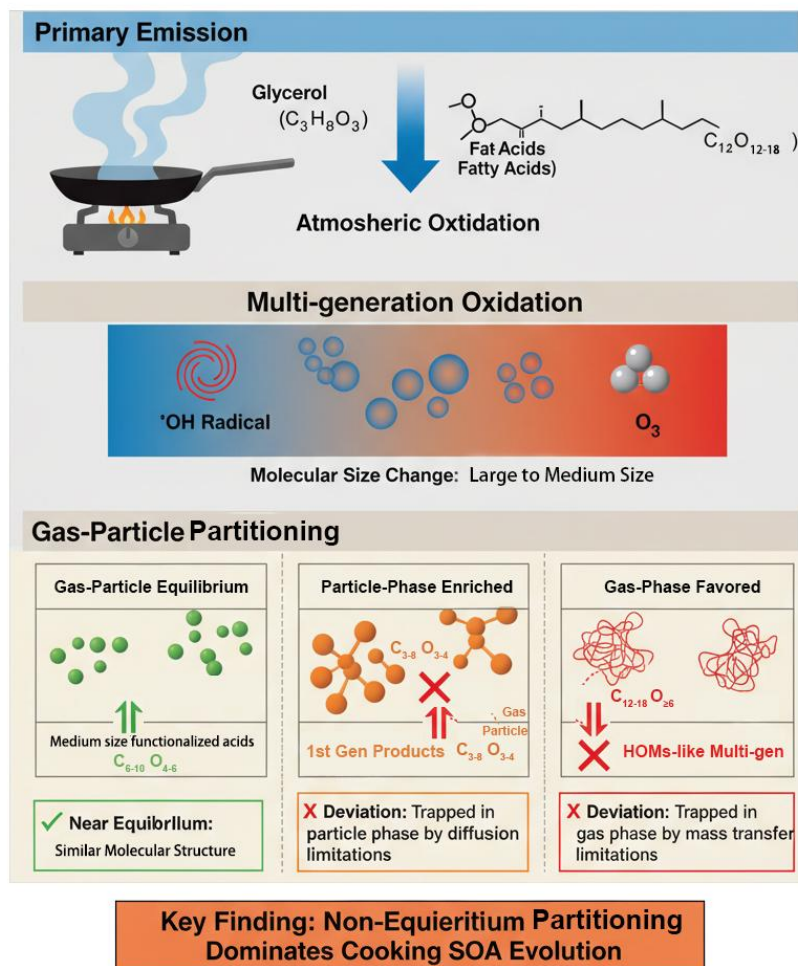 Primary Emission
Glycerol
(C₃H₈O₃)
Fat Acids
Fatty Acids)
C₁₂O₁₂₋₁₈ )
Atmosheric Oxtidation
Multi-generation Oxidation
•OH Radical
O₃
Molecular Size Change: Large to Medium Size
Gas-Particle Partitioning
Gas-Particle Equilibrium
Medium size functionalized acids
C₆₋₁₀ O₄₋₆
✓ Near Equilbrllum:
Similar Molecular Structure
Particle-Phase Enriched
C₃₋₈ O₃₋₄
Gas
Particle
1st Gen Products C₃₋₈ O₃₋₄
X Deviation: Trapped in
particle phase by diffusion
limitations
Gas-Phase Favored
C₁₂₋₁₈ O≥₆
HOMs-like Multi-gen
X Deviation: Trapped in
gas phase by mass transfer
limitations
Key Finding: Non-Equieritium Partitioning
Dominates Cooking SOA Evolution